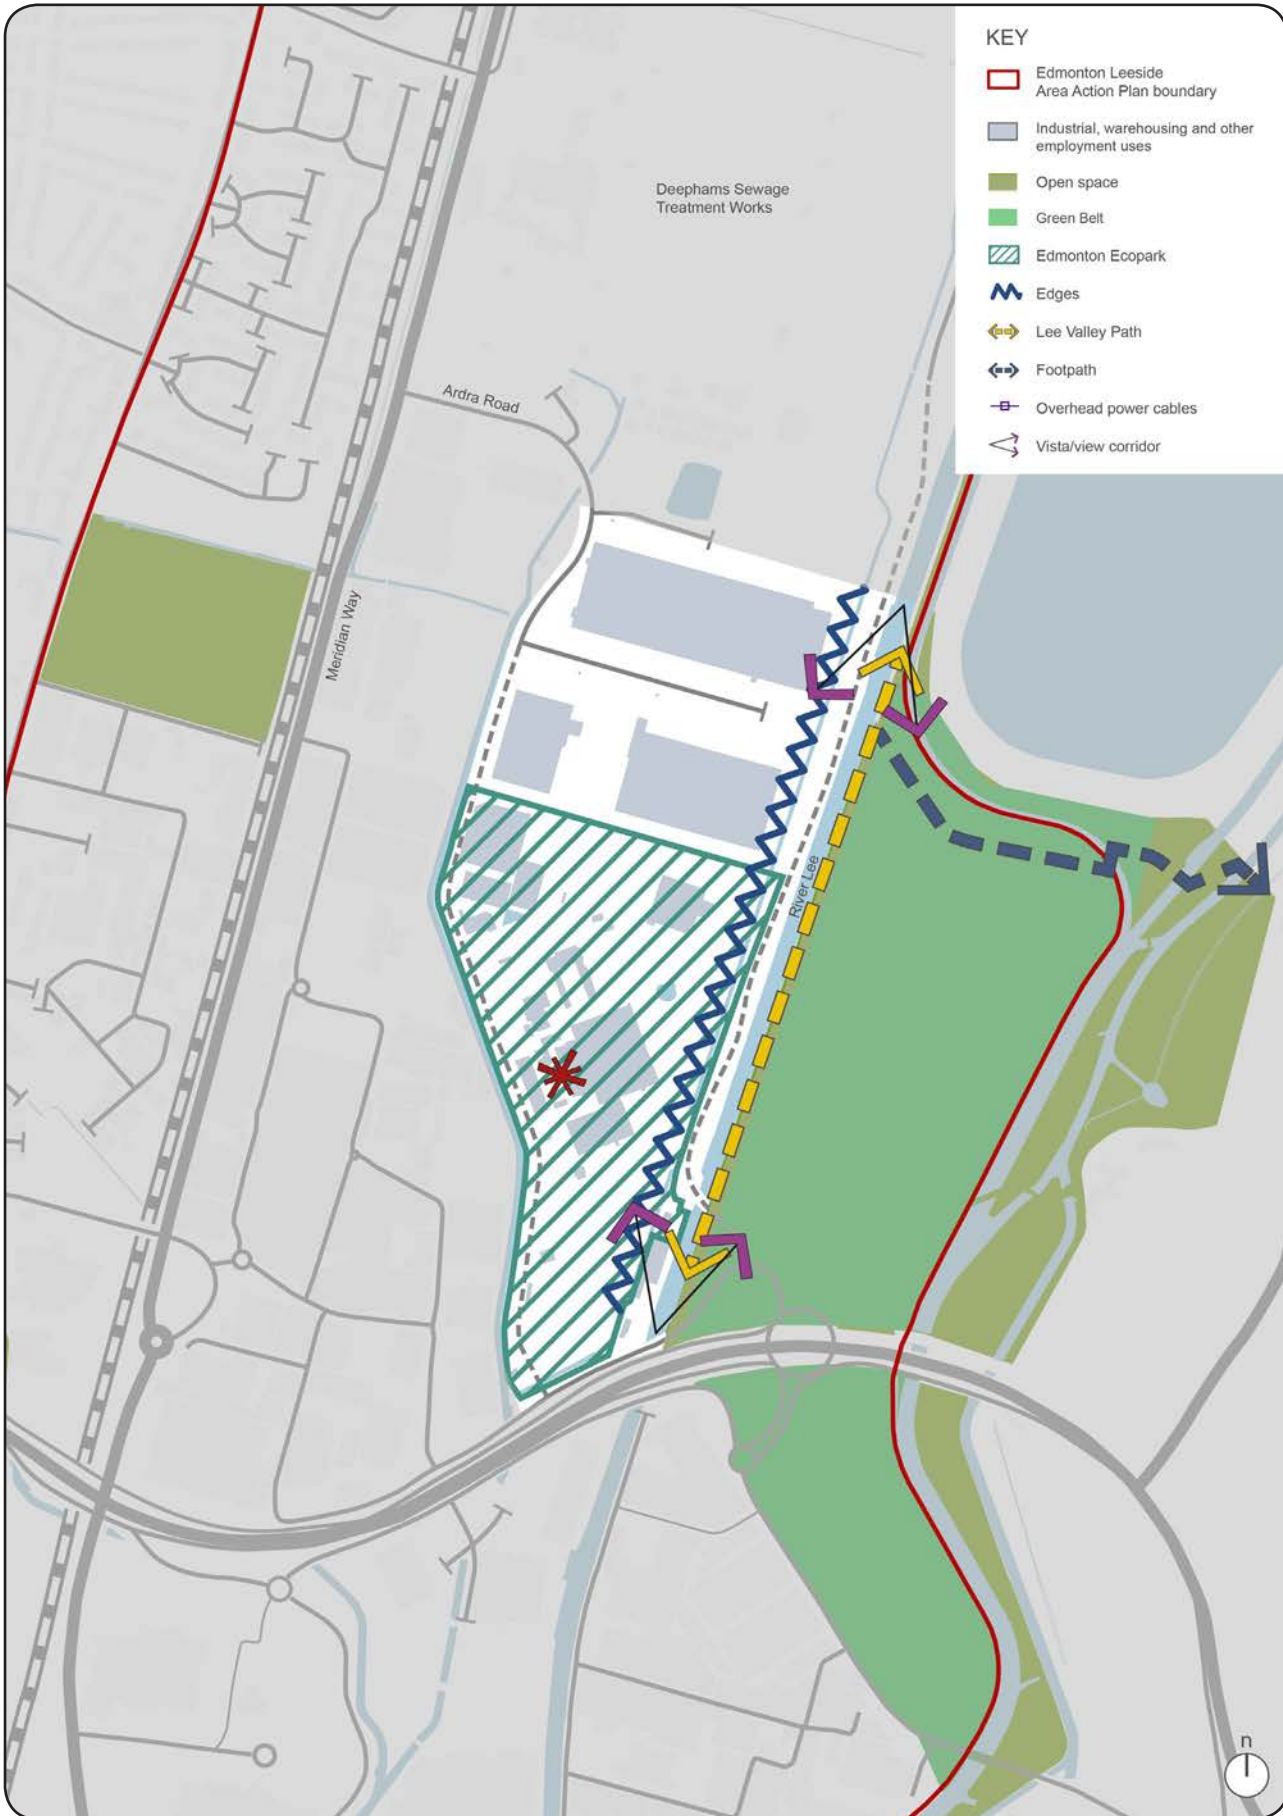 KEY
Edmonton Leeside
Area Action Plan boundary
Industrial, warehousing and other
employment uses
Open space
Green Belt
Edmonton Ecopark
Edges
Lee Valley Path
Footpath
Overhead power cables
Vista/view corridor
Deephams Sewage
Treatment Works
Ardra Road
Meridian Way
River Lee
n